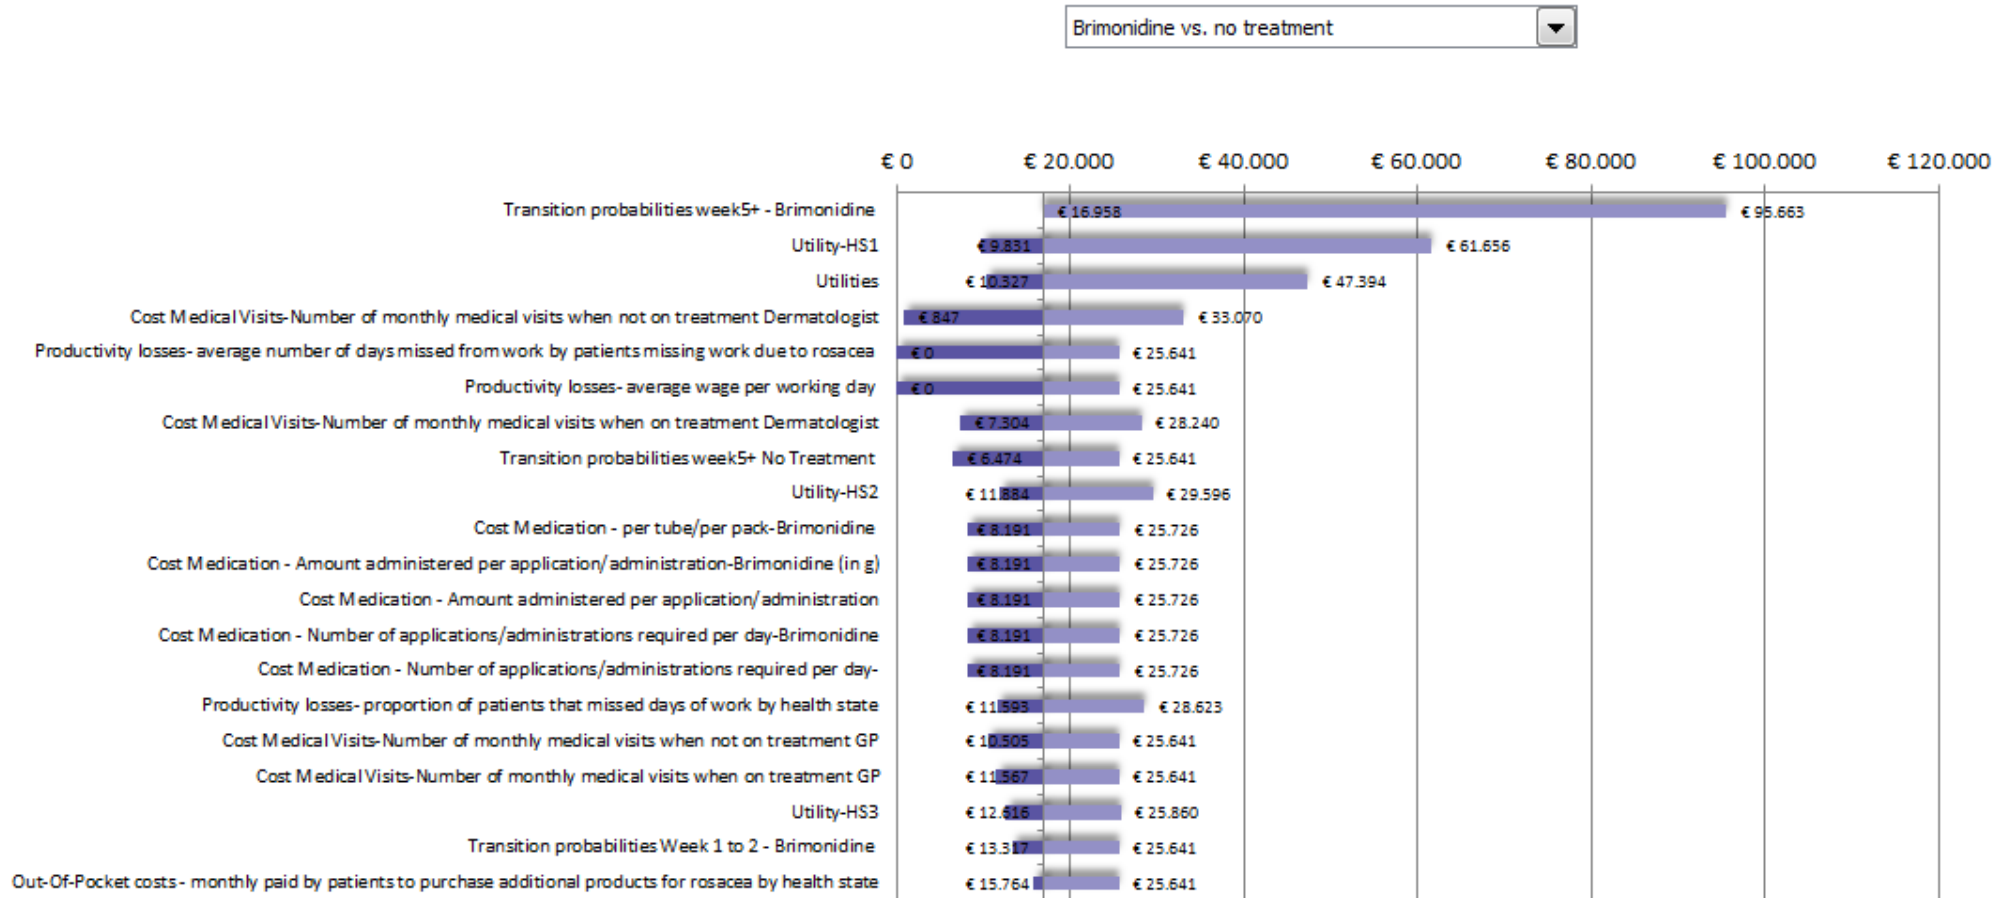 Brimonidine vs. no treatment
€ 0 € 20.000 € 40.000 € 60.000 € 80.000 € 100.000 € 120.000
Transition probabilities week5+ - Brimonidine € 16.958 € 95.663
Utility-HS1 € 9.831 € 61.656
Utilities € 10.327 € 47.394
Cost Medical Visits-Number of monthly medical visits when not on treatment Dermatologist € 847 € 33.070
Productivity losses- average number of days missed from work by patients missing work due to rosacea € 0 € 25.641
Productivity losses- average wage per working day € 0 € 25.641
Cost Medical Visits-Number of monthly medical visits when on treatment Dermatologist € 7.304 € 28.240
Transition probabilities week5+ No Treatment € 6.474 € 25.641
Utility-HS2 € 11.884 € 29.596
Cost Medication - per tube/per pack-Brimonidine € 8.191 € 25.726
Cost Medication - Amount administered per application/administration-Brimonidine (in g) € 8.191 € 25.726
Cost Medication - Amount administered per application/administration € 8.191 € 25.726
Cost Medication - Number of applications/administrations required per day-Brimonidine € 8.191 € 25.726
Cost Medication - Number of applications/administrations required per day- € 8.191 € 25.726
Productivity losses- proportion of patients that missed days of work by health state € 11.593 € 28.623
Cost Medical Visits-Number of monthly medical visits when not on treatment GP € 10.505 € 25.641
Cost Medical Visits-Number of monthly medical visits when on treatment GP € 11.567 € 25.641
Utility-HS3 € 12.616 € 25.860
Transition probabilities Week 1 to 2 - Brimonidine € 13.317 € 25.641
Out-Of-Pocket costs - monthly paid by patients to purchase additional products for rosacea by health state € 15.764 € 25.641